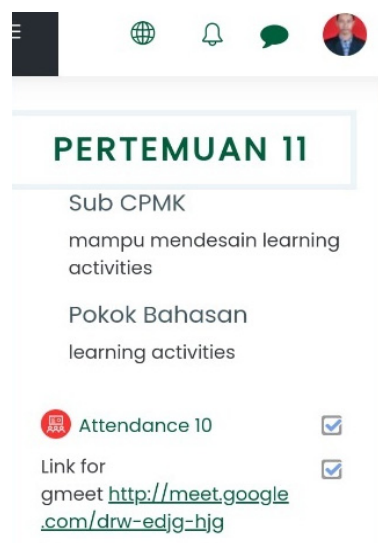 PERTEMUAN 11
Sub CPMK
mampu mendesain learning
activities
Pokok Bahasan
learning activities
Attendance 10
Link for
gmeet http://meet.google
.com/drw-edjg-hjg